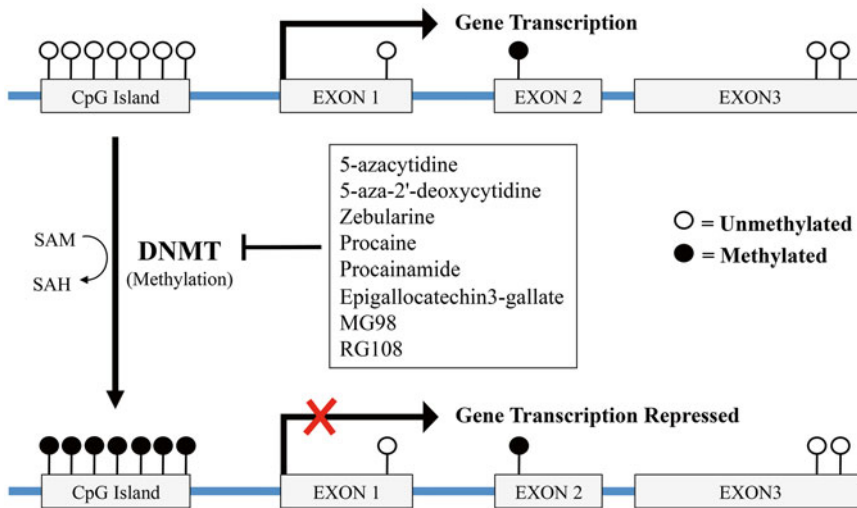 Gene Transcription
CpG Island
EXON 1
EXON 2
EXON3
5-azacytidine
5-aza-2'-deoxycytidine
Zebularine
Procaine
Procainamide
Epigallocatechin3-gallate
MG98
RG108
SAM
SAH
DNMT
(Methylation)
= Unmethylated
= Methylated
Gene Transcription Repressed
CpG Island
EXON 1
EXON 2
EXON3